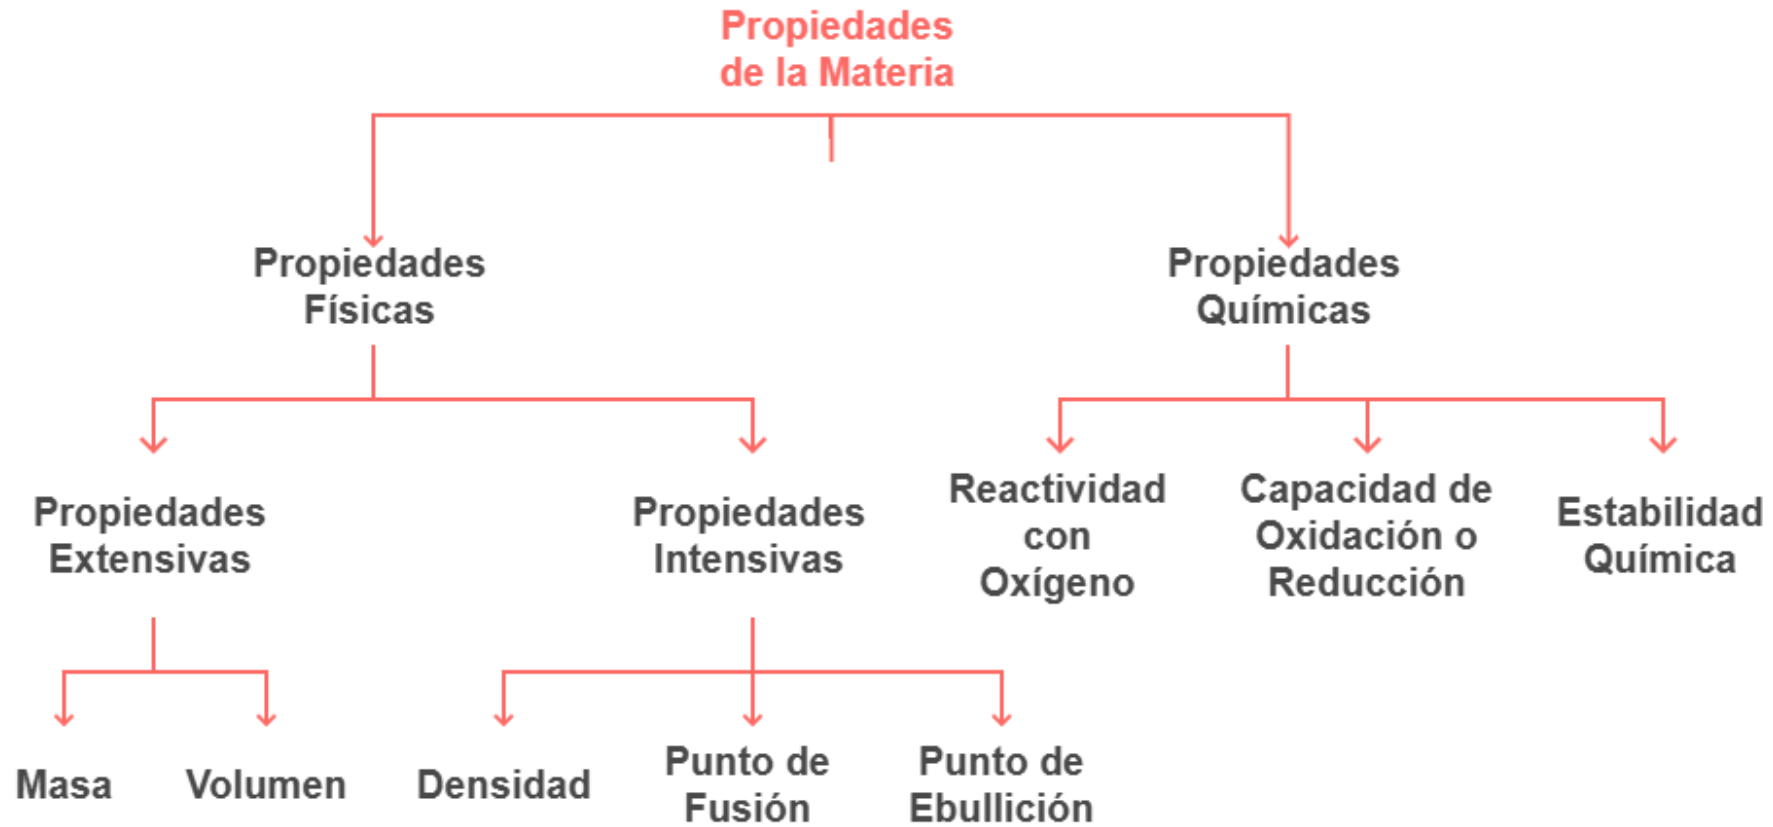 Propiedades
de la Materia
Propiedades
Físicas
Propiedades
Químicas
Propiedades
Extensivas
Propiedades
Intensivas
Reactividad
con
Oxígeno
Capacidad de
Oxidación o
Reducción
Estabilidad
Química
Masa
Volumen
Densidad
Punto de
Fusión
Punto de
Ebullición